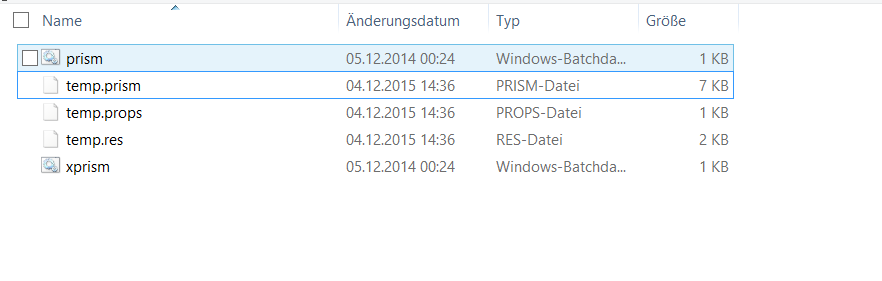 Name Änderungsdatum Typ Größe
prism 05.12.2014 00:24 Windows-Batchda... 1 KB
temp.prism 04.12.2015 14:36 PRISM-Datei 7 KB
temp.props 04.12.2015 14:36 PROPS-Datei 1 KB
temp.res 04.12.2015 14:36 RES-Datei 2 KB
xprism 05.12.2014 00:24 Windows-Batchda... 1 KB